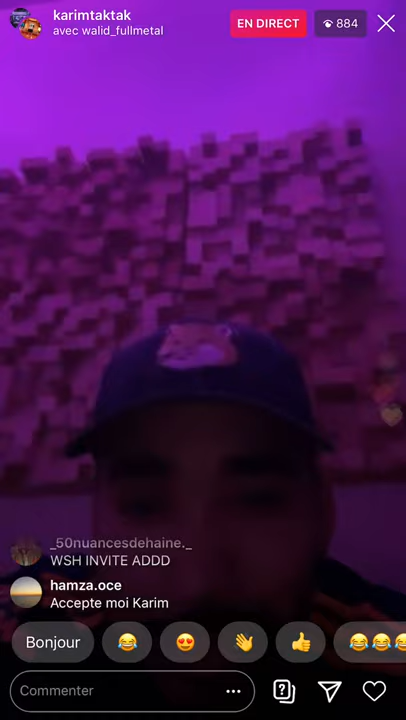 karimtaktak
avec walid_fullmetal
EN DIRECT
884
_50nuancesdehaine._
WSH INVITE ADDD
hamza.oce
Accepte moi Karim
Bonjour
Commenter